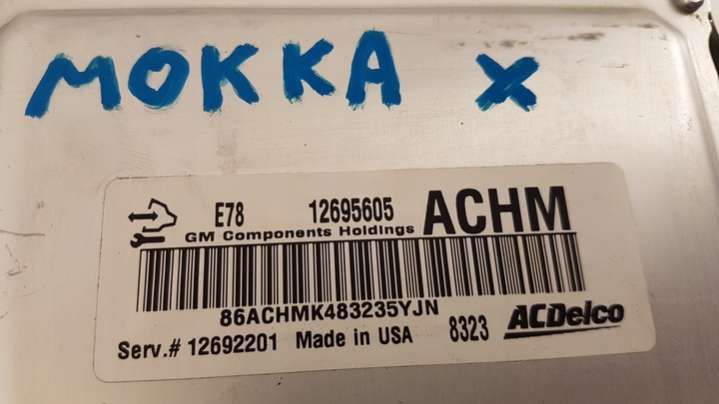 MOKKA X
E78 12695605 ACHM
GM Components Holdings
86ACHMK483235YJN
Serv.# 12692201 Made in USA 8323 ACDelco